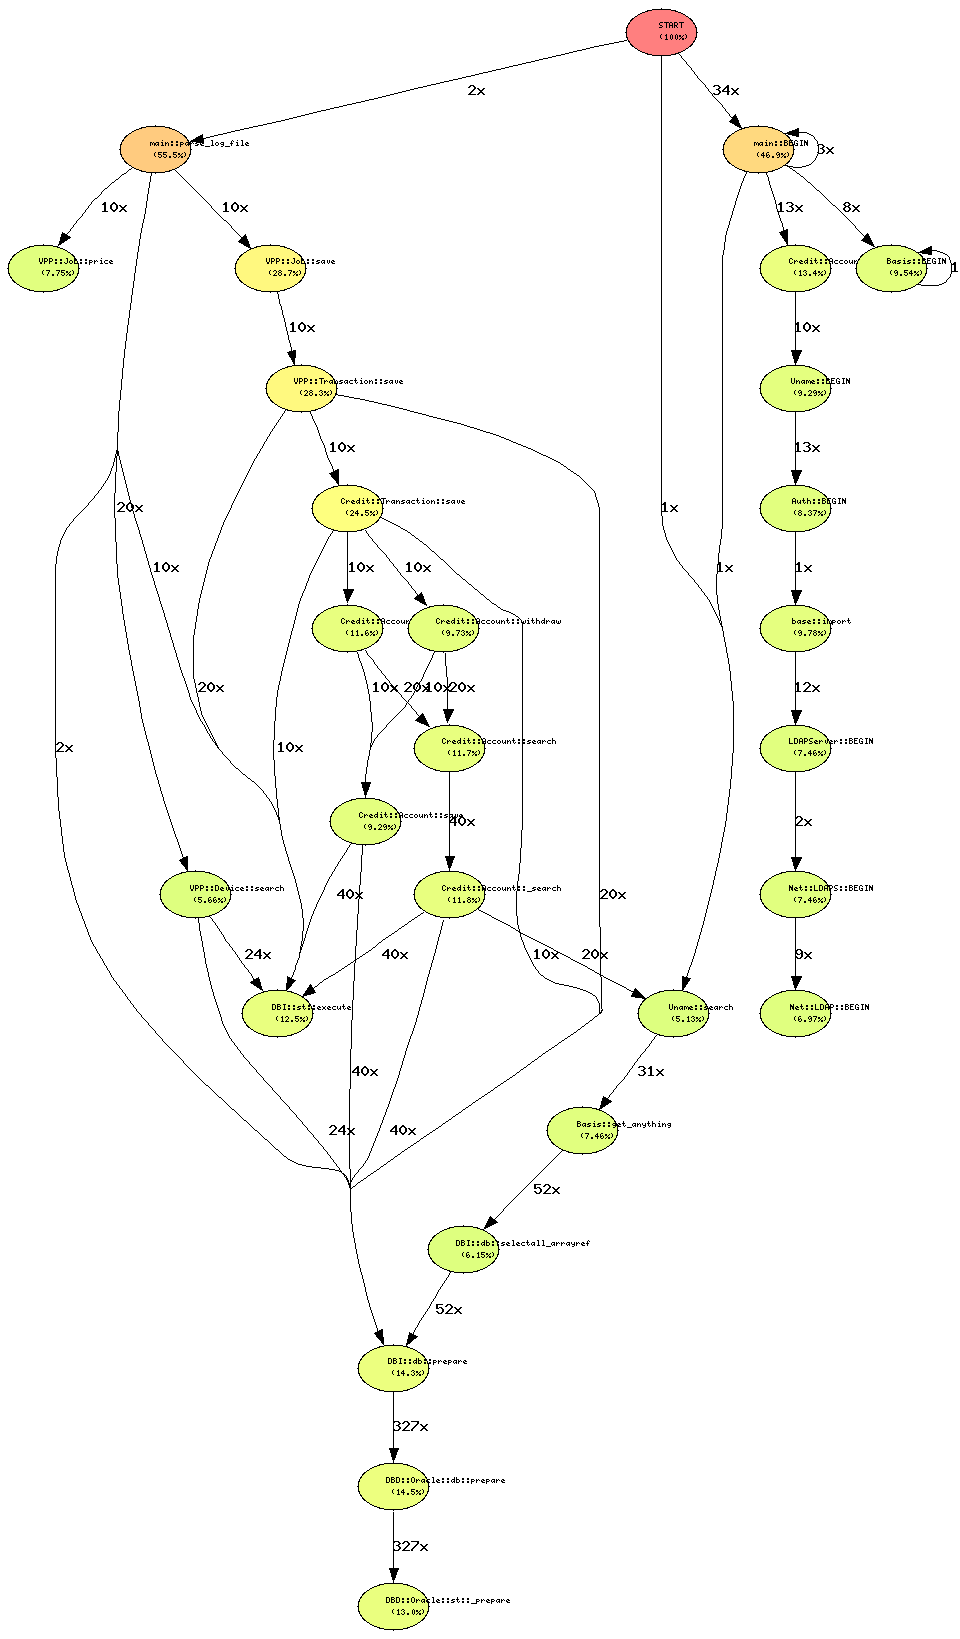 START
(100%)
2x
34x
main::parse_log_file
(55.5%)
main::BEGIN
(46.9%)
3x
10x
10x
13x
8x
VPP::Job::price
(7.75%)
VPP::Job::save
(28.7%)
Credit::Accoun
(13.4%)
Basis::BEGIN
(9.54%)
1
10x
10x
VPP::Transaction::save
(28.3%)
Uname::BEGIN
(9.29%)
10x
13x
Credit::Transaction::save
(24.5%)
Auth::BEGIN
(8.37%)
20x
1x
10x
10x
10x
1x
1x
Credit::Accoun
(11.6%)
Credit::Account::withdraw
(9.73%)
base::import
(9.78%)
20x
10x
20x
10x
20x
12x
2x
10x
Credit::Account::search
(11.7%)
LDAPServer::BEGIN
(7.46%)
Credit::Account::save
(9.29%)
40x
2x
VPP::Device::search
(5.66%)
40x
Credit::Account::_search
(11.8%)
20x
Net::LDAPS::BEGIN
(7.46%)
24x
40x
10x
20x
9x
DBI::st::execute
(12.5%)
Uname::search
(5.13%)
Net::LDAP::BEGIN
(6.97%)
40x
31x
24x
40x
Basis::get_anything
(7.46%)
52x
DBI::db::selectall_arrayref
(6.15%)
52x
DBI::db::prepare
(14.3%)
327x
DBD::Oracle::db::prepare
(14.5%)
327x
DBD::Oracle::st::_prepare
(13.0%)